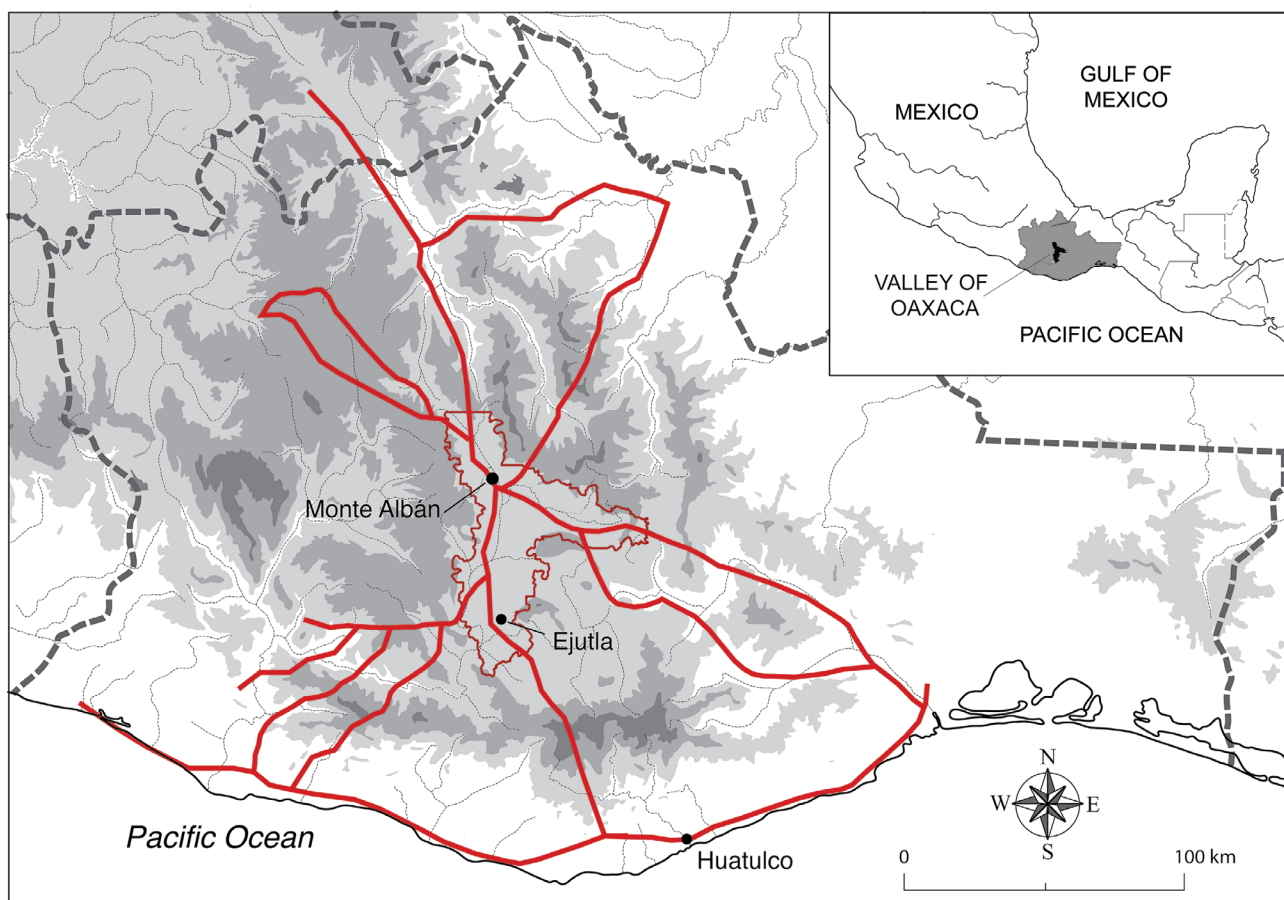 GULF OF
MEXICO
MEXICO
VALLEY OF
OAXACA
PACIFIC OCEAN
Monte Albán
Ejutla
Pacific Ocean
Huatulco
N
W E
S
0 100 km